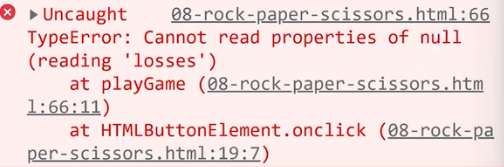 Uncaught 08-rock-paper-scissors.html:66
TypeError: Cannot read properties of null
(reading 'losses')
at playGame (08-rock-paper-scissors.htm
l:66:11)
at HTMLButtonElement.onclick (08-rock-pa
per-scissors.html:19:7)